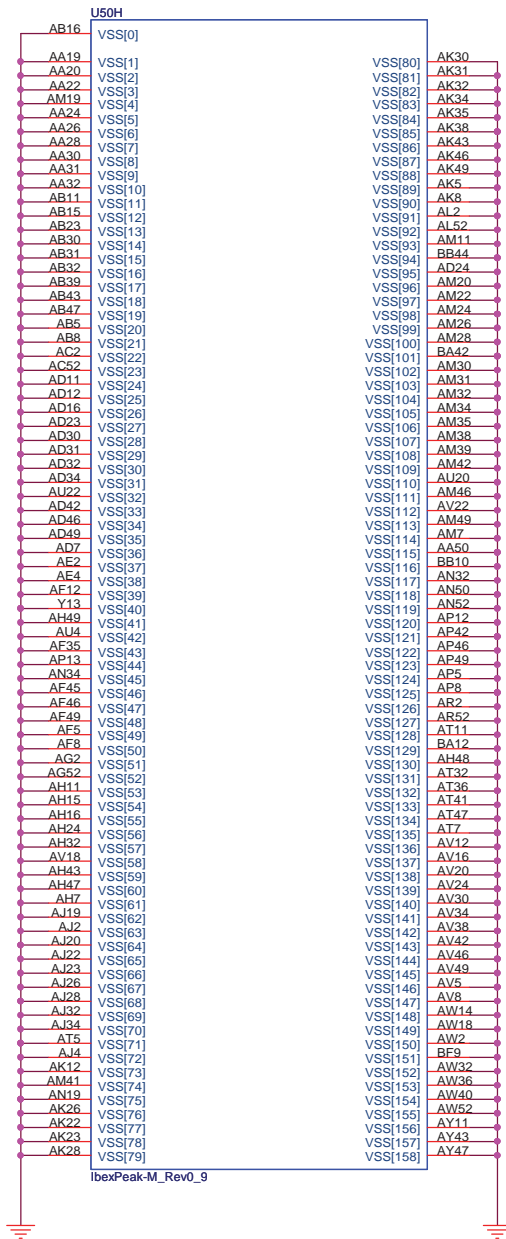 U50H
AB16 VSS[0]
AA19 VSS[1] VSS[80] AK30
AA20 VSS[2] VSS[81] AK31
AA22 VSS[3] VSS[82] AK32
AM19 VSS[4] VSS[83] AK34
AA24 VSS[5] VSS[84] AK35
AA26 VSS[6] VSS[85] AK38
AA28 VSS[7] VSS[86] AK43
AA30 VSS[8] VSS[87] AK46
AA31 VSS[9] VSS[88] AK49
AA32 VSS[10] VSS[89] AK5
AB11 VSS[11] VSS[90] AK8
AB15 VSS[12] VSS[91] AL2
AB23 VSS[13] VSS[92] AL52
AB30 VSS[14] VSS[93] AM11
AB31 VSS[15] VSS[94] BB44
AB32 VSS[16] VSS[95] AD24
AB39 VSS[17] VSS[96] AM20
AB43 VSS[18] VSS[97] AM22
AB47 VSS[19] VSS[98] AM24
AB5 VSS[20] VSS[99] AM26
AB8 VSS[21] VSS[100] AM28
AC2 VSS[22] VSS[101] BA42
AC52 VSS[23] VSS[102] AM30
AD11 VSS[24] VSS[103] AM31
AD12 VSS[25] VSS[104] AM32
AD16 VSS[26] VSS[105] AM34
AD23 VSS[27] VSS[106] AM35
AD30 VSS[28] VSS[107] AM38
AD31 VSS[29] VSS[108] AM39
AD32 VSS[30] VSS[109] AM42
AD34 VSS[31] VSS[110] AU20
AU22 VSS[32] VSS[111] AM46
AD42 VSS[33] VSS[112] AV22
AD46 VSS[34] VSS[113] AM49
AD49 VSS[35] VSS[114] AM7
AD7 VSS[36] VSS[115] AA50
AE2 VSS[37] VSS[116] BB10
AE4 VSS[38] VSS[117] AN32
AF12 VSS[39] VSS[118] AN50
Y13 VSS[40] VSS[119] AN52
AH49 VSS[41] VSS[120] AP12
AU4 VSS[42] VSS[121] AP42
AF35 VSS[43] VSS[122] AP46
AP13 VSS[44] VSS[123] AP49
AN34 VSS[45] VSS[124] AP5
AF45 VSS[46] VSS[125] AP8
AF46 VSS[47] VSS[126] AR2
AF49 VSS[48] VSS[127] AR52
AF5 VSS[49] VSS[128] AT11
AF8 VSS[50] VSS[129] BA12
AG2 VSS[51] VSS[130] AH48
AG52 VSS[52] VSS[131] AT32
AH11 VSS[53] VSS[132] AT36
AH15 VSS[54] VSS[133] AT41
AH16 VSS[55] VSS[134] AT47
AH24 VSS[56] VSS[135] AT7
AH32 VSS[57] VSS[136] AV12
AV18 VSS[58] VSS[137] AV16
AH43 VSS[59] VSS[138] AV20
AH47 VSS[60] VSS[139] AV24
AH7 VSS[61] VSS[140] AV30
AJ19 VSS[62] VSS[141] AV34
AJ2 VSS[63] VSS[142] AV38
AJ20 VSS[64] VSS[143] AV42
AJ22 VSS[65] VSS[144] AV46
AJ23 VSS[66] VSS[145] AV49
AJ26 VSS[67] VSS[146] AV5
AJ28 VSS[68] VSS[147] AV8
AJ32 VSS[69] VSS[148] AW14
AJ34 VSS[70] VSS[149] AW18
AT5 VSS[71] VSS[150] AW2
AJ4 VSS[72] VSS[151] BF9
AK12 VSS[73] VSS[152] AW32
AM41 VSS[74] VSS[153] AW36
AN19 VSS[75] VSS[154] AW40
AK26 VSS[76] VSS[155] AW52
AK22 VSS[77] VSS[156] AY11
AK23 VSS[78] VSS[157] AY43
AK28 VSS[79] VSS[158] AY47
IbexPeak-M_Rev0_9